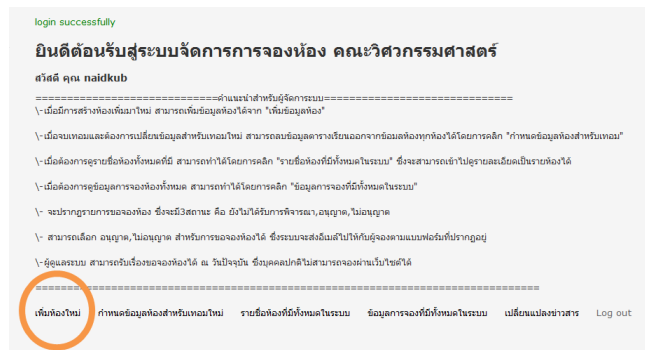 login successfully
ยินดีต้อนรับสู่ระบบจัดการการจองห้อง คณะวิศวกรรมศาสตร์
สวัสดี คุณ naidkub
=============================คำแนะนำสำหรับผู้จัดการะบบ==============================
\-เมื่อมีการสร้างห้องเพิ่มมาใหม่ สามารถเพิ่มข้อมูลห้องได้จาก "เพิ่มข้อมูลห้อง"
\-เมื่อจบเทอมและต้องการเปลี่ยนข้อมูลสำหรับเทอมใหม่ สามารถลบข้อมูลตารางเรียนออกจากข้อมลห้องทุกห้องได้โดยการคลิก "กำหนดข้อมูลห้องสำหรับเทอม"
\-เมื่อต้องการดูรายชื่อห้องทั้งหมดที่มี สามารถทำได้โดยการคลิก "รายชื่อห้องที่มีทั้งหมดในระบบ" ซึ่งจะสามารถเข้าไปดูรายละเอียดเป็นรายห้องได้
\-เมื่อต้องการดูข้อมูลการจองห้องทั้งหมด สามารถทำได้โดยการคลิก "ข้อมูลการจองที่มีทั้งหมดในระบบ"
\- จะปรากฏรายการขอจองห้อง ซึ่งจะมี3สถานะ คือ ยังไม่ได้รับการพิจารณา,อนุญาต,ไม่อนุญาต
\- สามารถเลือก อนุญาต,ไม่อนุญาต สำหรับการขอจองห้องได้ ซึ่งระบบจะส่งอีเมล์ไปให้กับผู้จองตามแบบฟอร์มที่ปรากฏอยู่
\-ผู้ดูแลระบบ สามารถรับเรื่องขอจองห้องได้ ณ วันปัจจุบัน ซึ่งบุคคลปกติไม่สามารถจองผ่านเว็บไซต์ได้
================================================================================
เพิ่มห้องใหม่ กำหนดข้อมูลห้องสำหรับเทอมใหม่ รายชื่อห้องที่มีทั้งหมดในระบบ ข้อมูลการจองที่มีทั้งหมดในระบบ เปลี่ยนแปลงข่าวสาร Log out